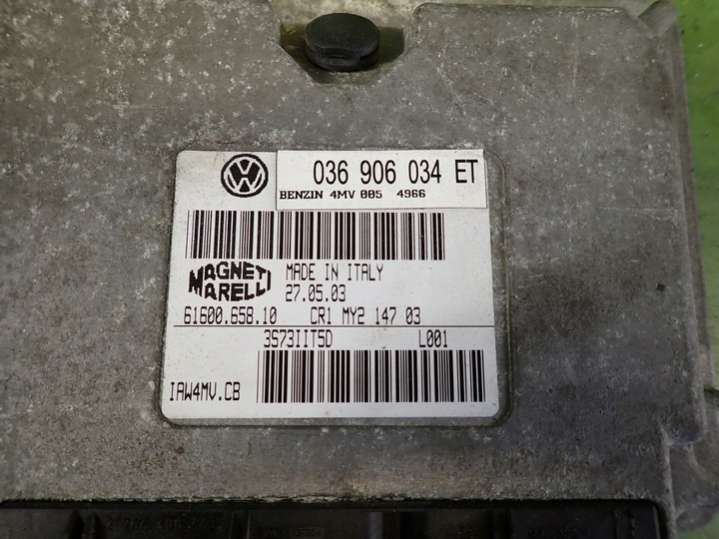 036 906 034 ET
BENZIN 4MV 005 4966
MAGNETI MARELLI
MADE IN ITALY
27.05.03
61600.658.10 CR1 MY2 147 03
3S73IIT5D L001
IAW4MV.CB